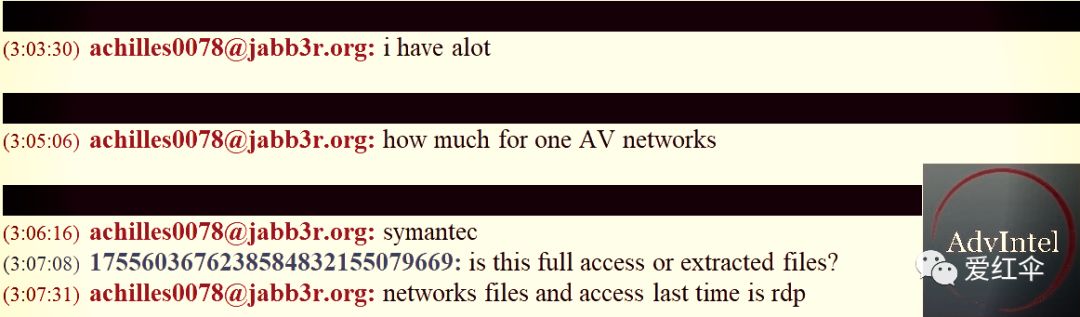 (3:03:30) achilles0078@jabb3r.org: i have alot
(3:05:06) achilles0078@jabb3r.org: how much for one AV networks
(3:06:16) achilles0078@jabb3r.org: symantec
(3:07:08) 1755603676238584832155079669: is this full access or extracted files?
(3:07:31) achilles0078@jabb3r.org: networks files and access last time is rdp
AdvIntel
爱红伞